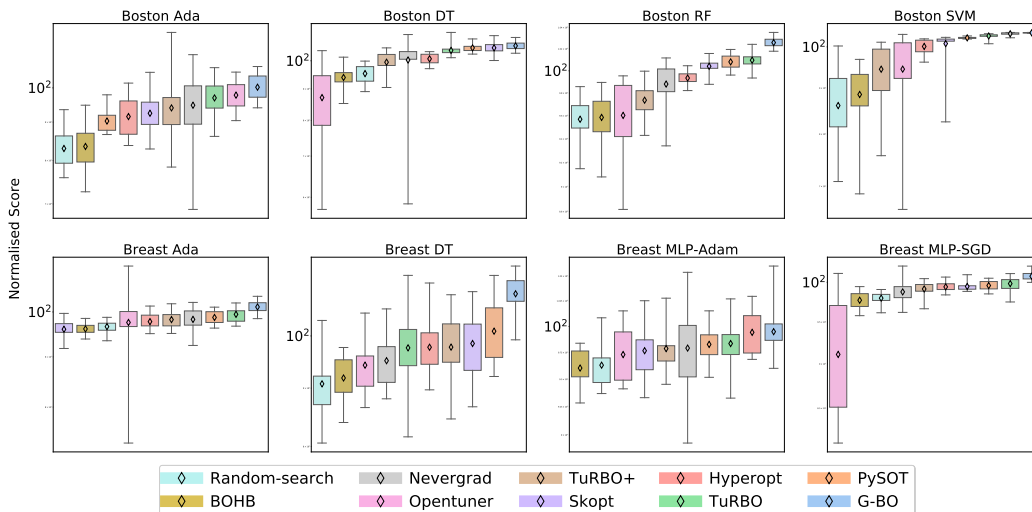 Boston Ada Boston DT Boston RF Boston SVM
10² 10² 10² 10²
Normalised Score
Breast Ada Breast DT Breast MLP-Adam Breast MLP-SGD
10² 10² 10² 10²
Random-search Nevergrad TuRBO+ Hyperopt PySOT
BOHB Opentuner Skopt TuRBO G-BO